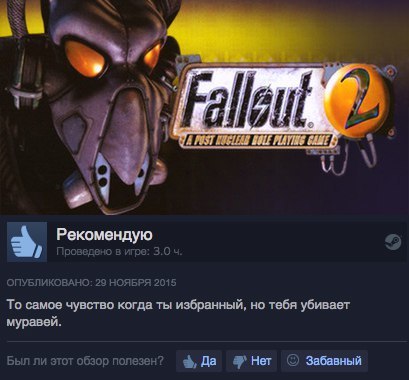 Fallout 2
A POST NUCLEAR ROLE PLAYING GAME
Рекомендую
Проведено в игре: 3.0 ч.
ОПУБЛИКОВАНО: 29 НОЯБРЯ 2015
То самое чувство когда ты избранный, но тебя убивает
муравей.
Был ли этот обзор полезен? Да Нет Забавный